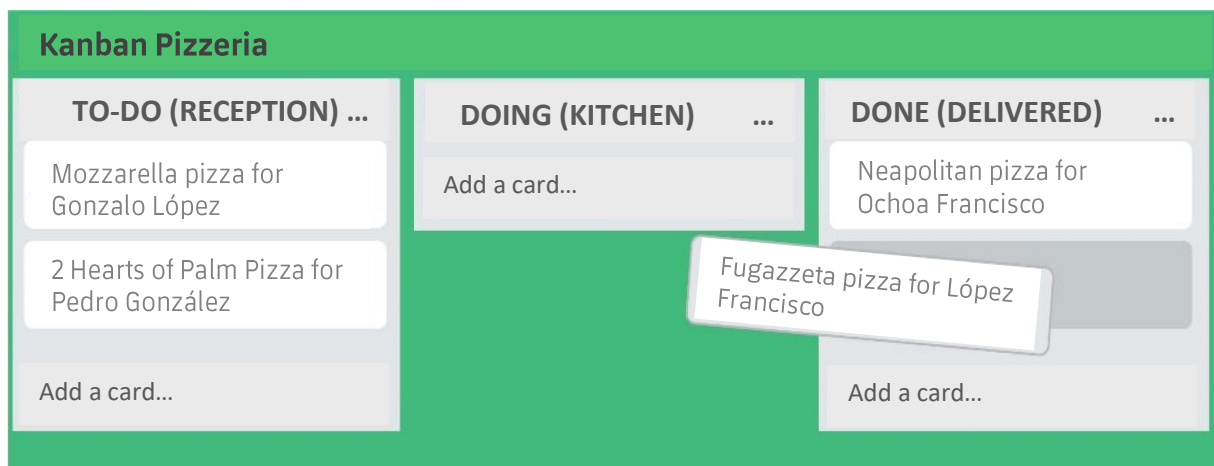 Kanban Pizzeria
TO-DO (RECEPTION) ...
Mozzarella pizza for
Gonzalo López
2 Hearts of Palm Pizza for
Pedro González
Add a card...
DOING (KITCHEN) ...
Add a card...
Fugazzeta pizza for López
Francisco
DONE (DELIVERED) ...
Neapolitan pizza for
Ochoa Francisco
Add a card...